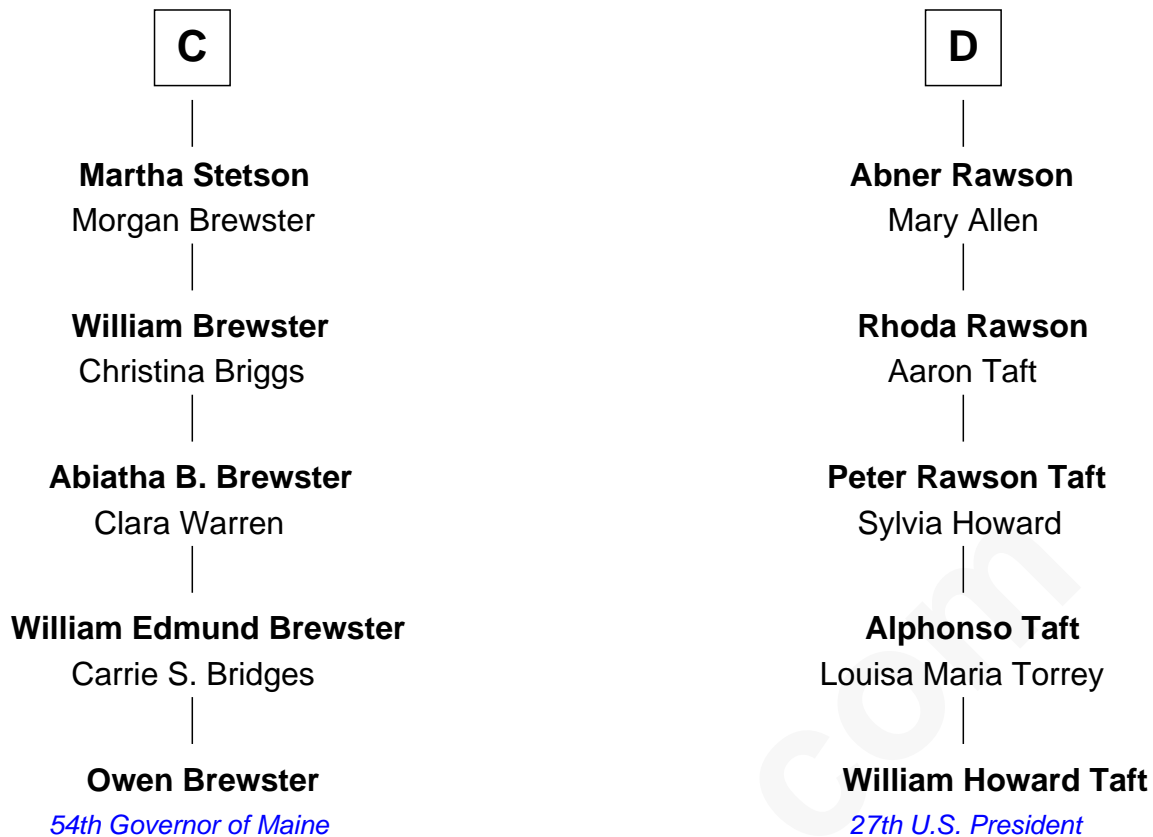 C
Martha Stetson
Morgan Brewster
William Brewster
Christina Briggs
Abiatha B. Brewster
Clara Warren
William Edmund Brewster
Carrie S. Bridges
Owen Brewster
54th Governor of Maine
D
Abner Rawson
Mary Allen
Rhoda Rawson
Aaron Taft
Peter Rawson Taft
Sylvia Howard
Alphonso Taft
Louisa Maria Torrey
William Howard Taft
27th U.S. President
com